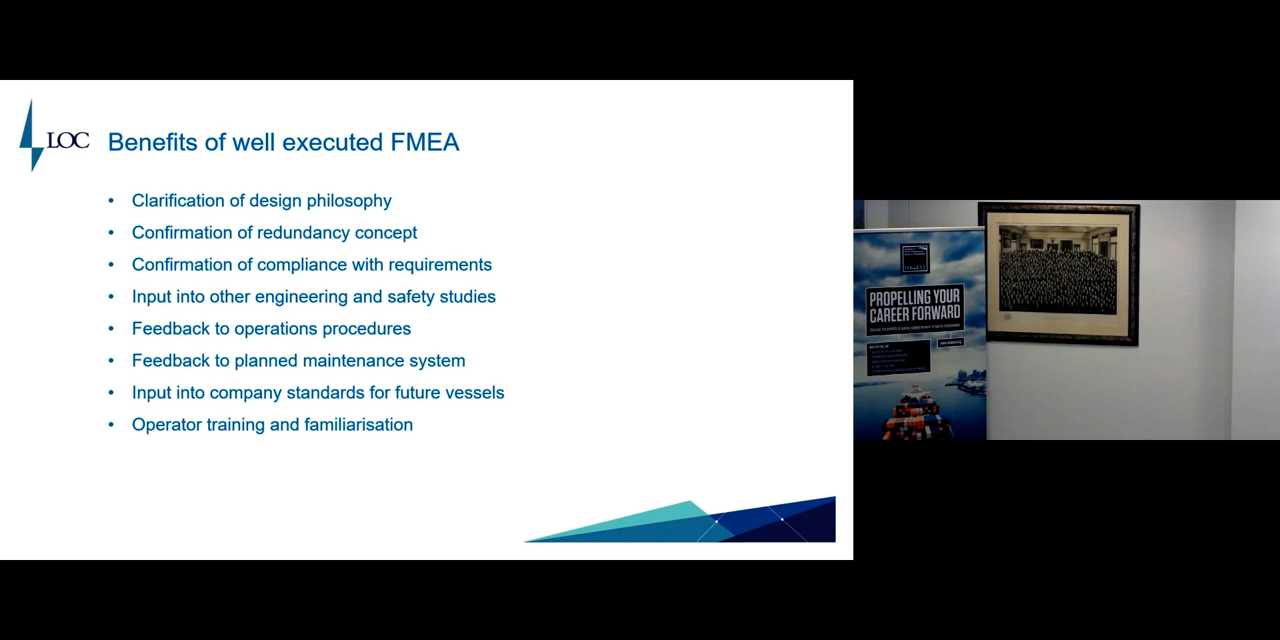 LOC
Benefits of well executed FMEA
• Clarification of design philosophy
• Confirmation of redundancy concept
• Confirmation of compliance with requirements
• Input into other engineering and safety studies
• Feedback to operations procedures
• Feedback to planned maintenance system
• Input into company standards for future vessels
• Operator training and familiarisation
PROPELLING YOUR
CAREER FORWARD